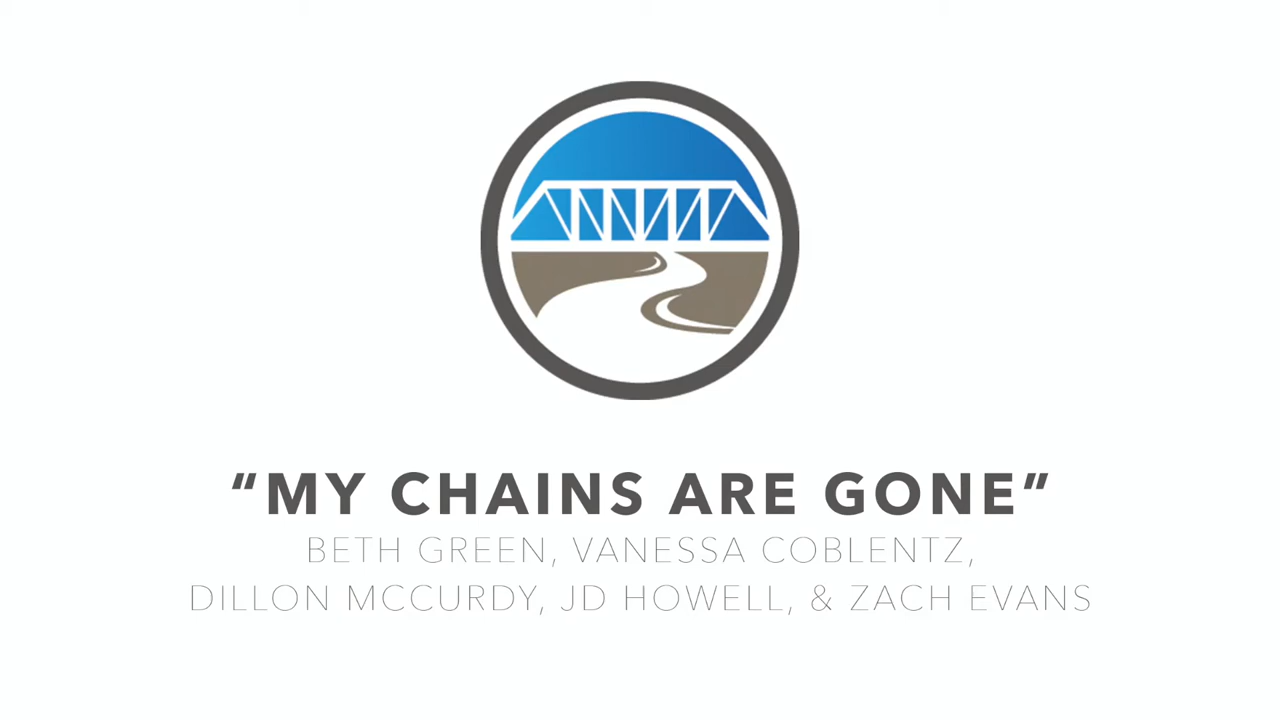 “MY CHAINS ARE GONE”
BETH GREEN, VANESSA COBLENTZ,
DILLON MCCURDY, JD HOWELL, & ZACH EVANS